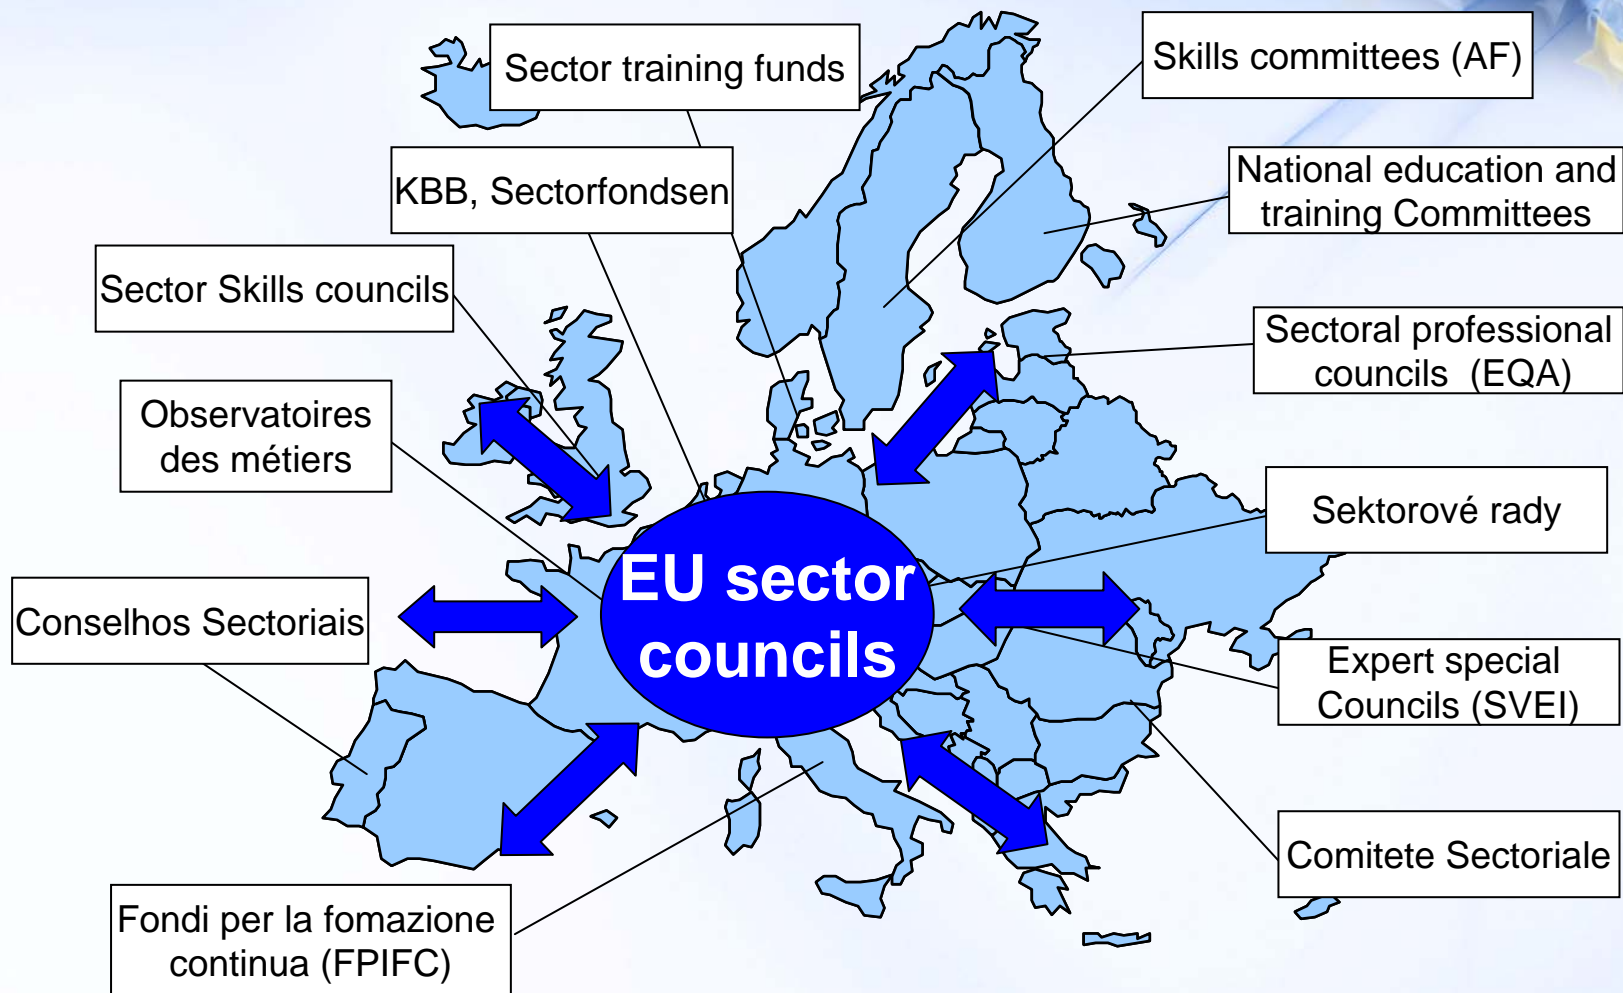 Sector training funds
Skills committees (AF)
KBB, Sectorfondsen
National education and
training Committees
Sector Skills councils
Sectoral professional
councils (EQA)
Observatoires
des métiers
Sektorové rady
EU sector
councils
Conselhos Sectoriais
Expert special
Councils (SVEI)
Comitete Sectoriale
Fondi per la fomazione
continua (FPIFC)